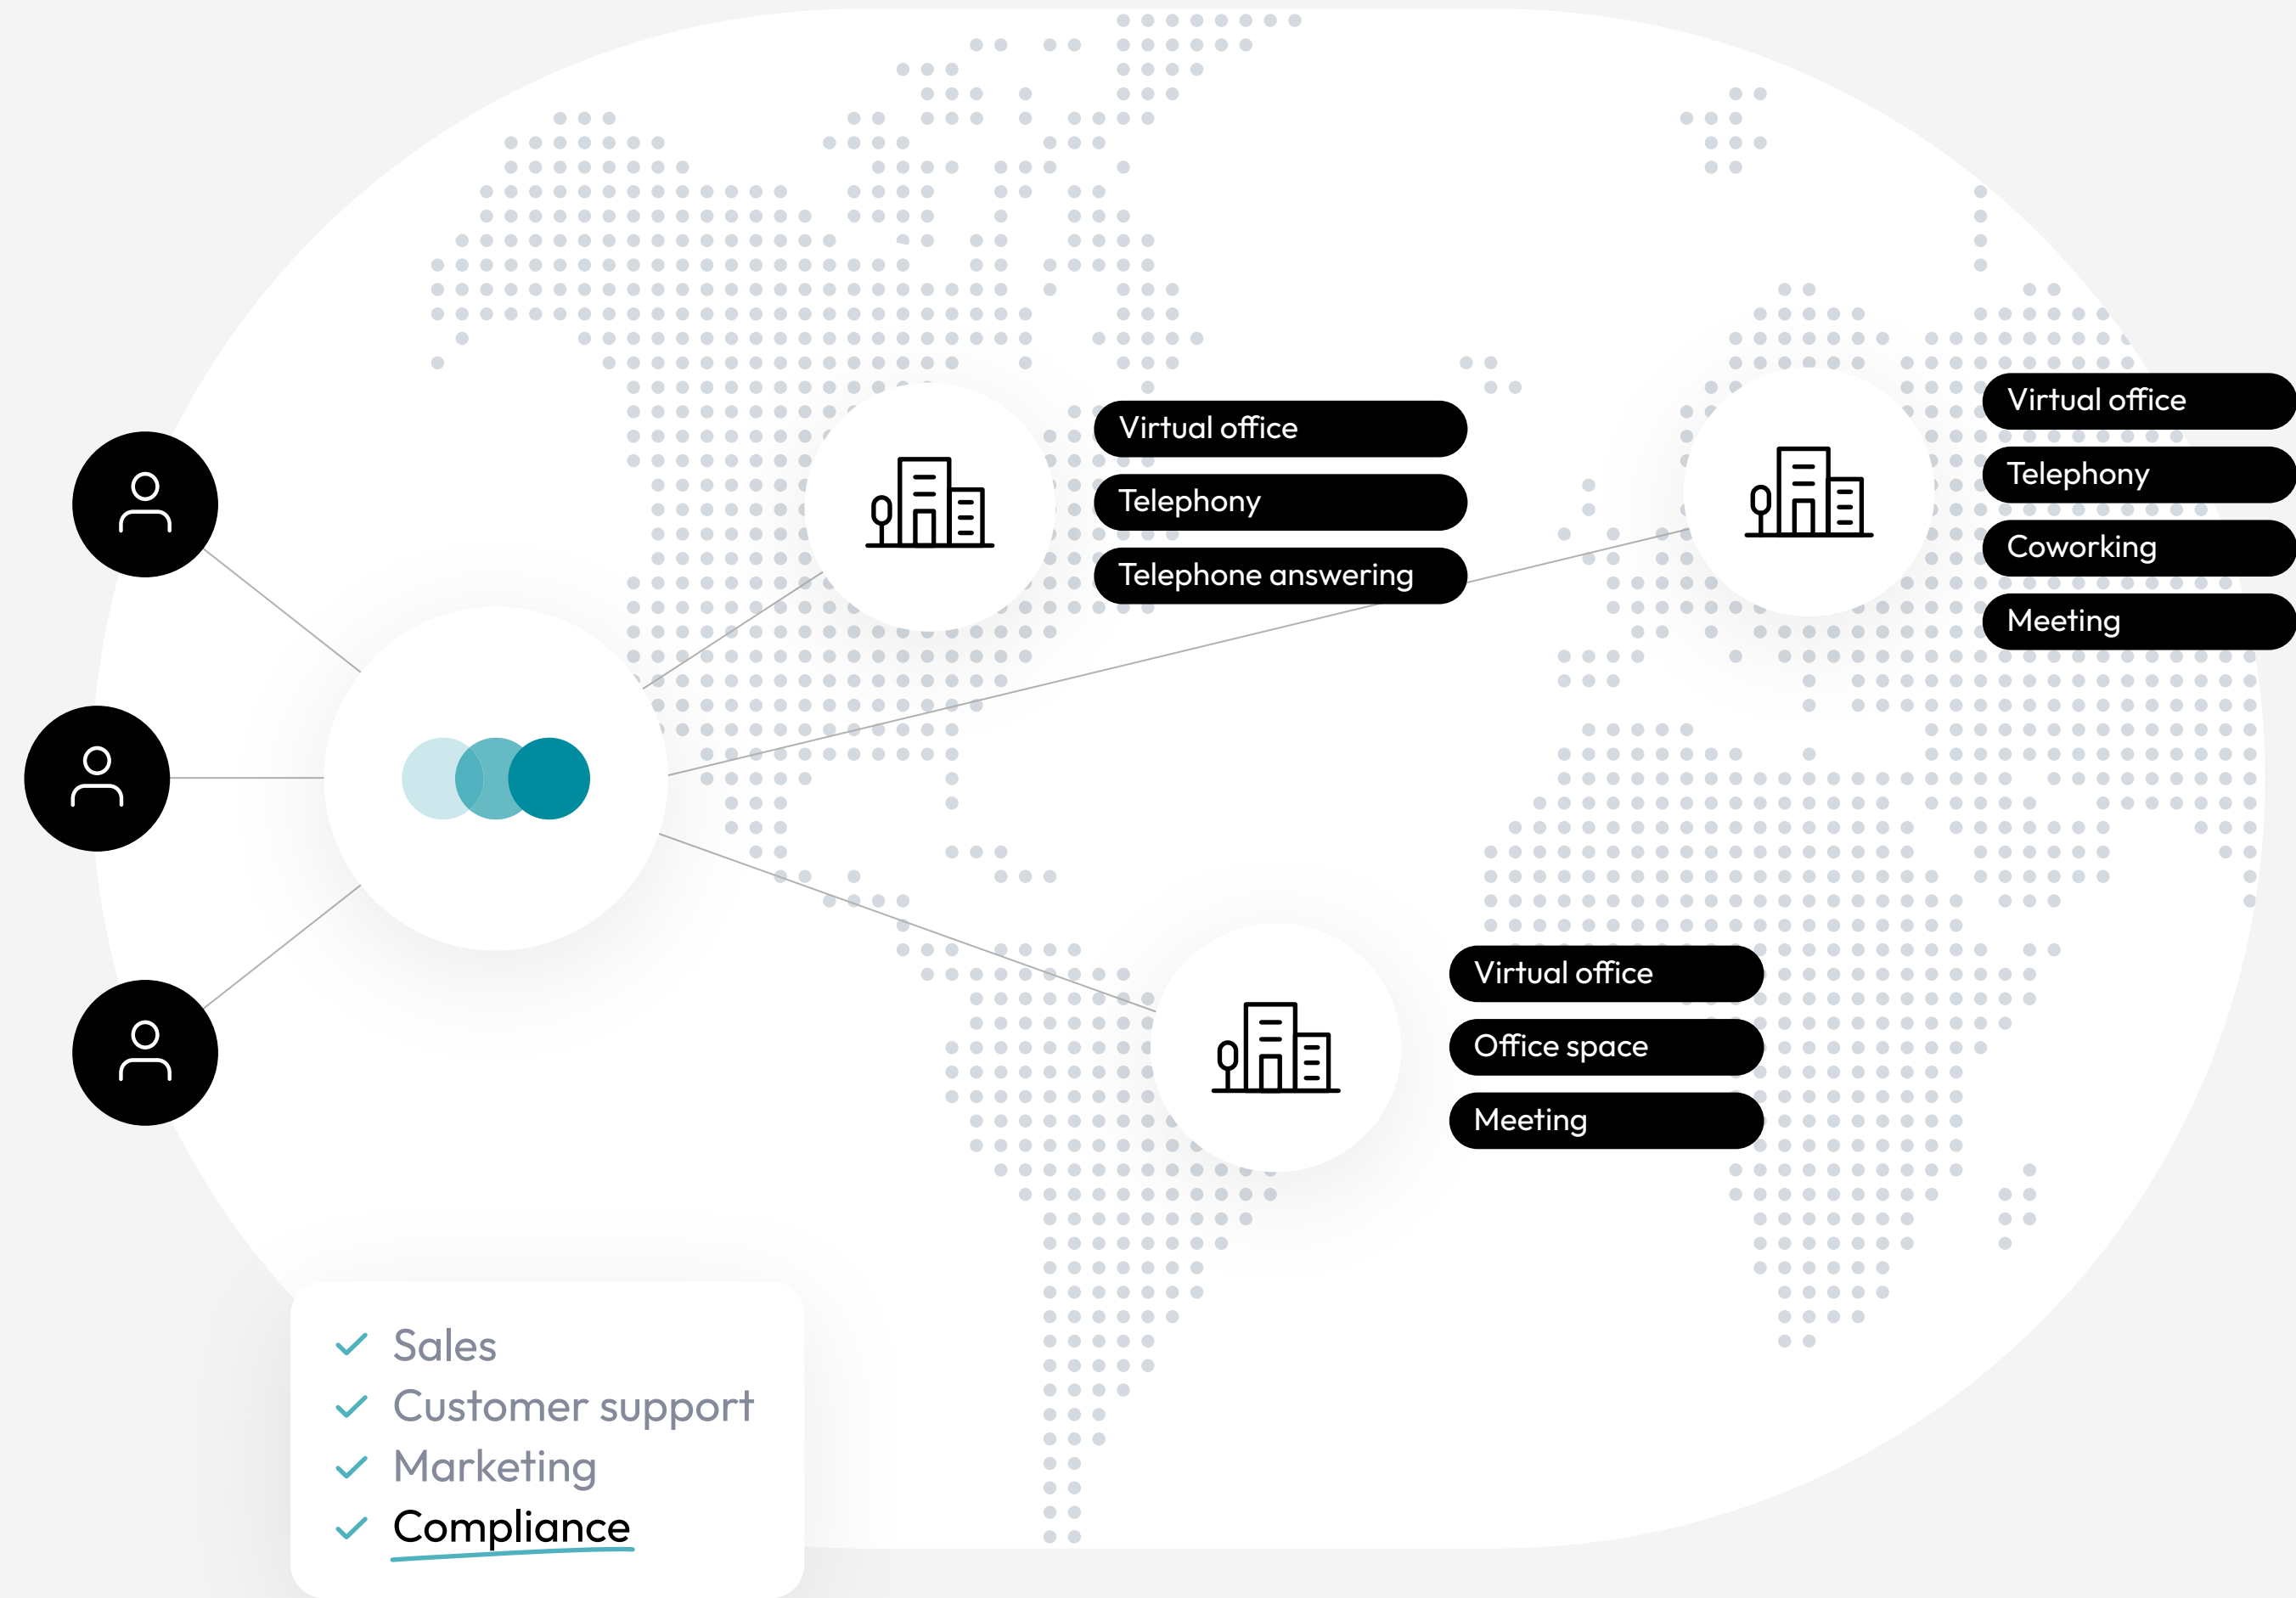 Virtual office
Telephony
Telephone answering
Virtual office
Telephony
Coworking
Meeting
Virtual office
Office space
Meeting
Sales
Customer support
Marketing
Compliance